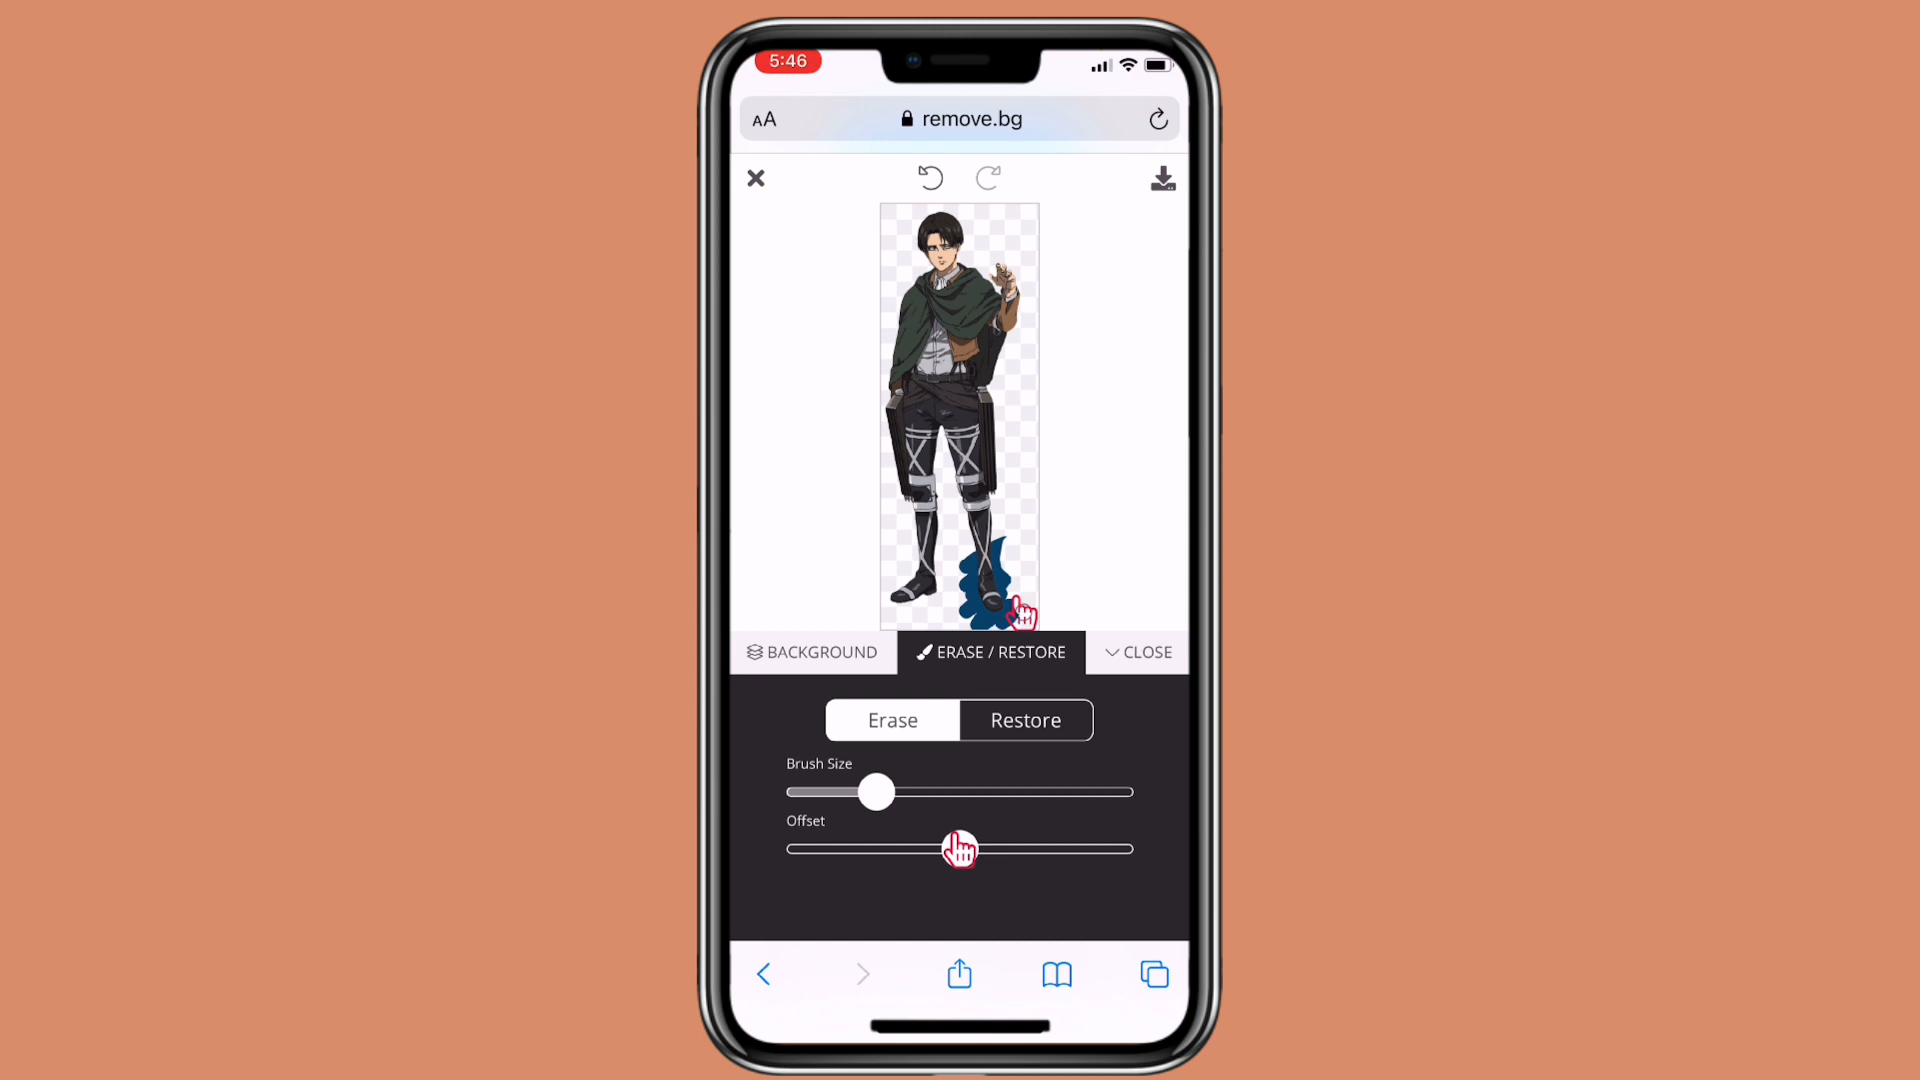 5:46
AA remove.bg
BACKGROUND ERASE / RESTORE CLOSE
Erase Restore
Brush Size
Offset